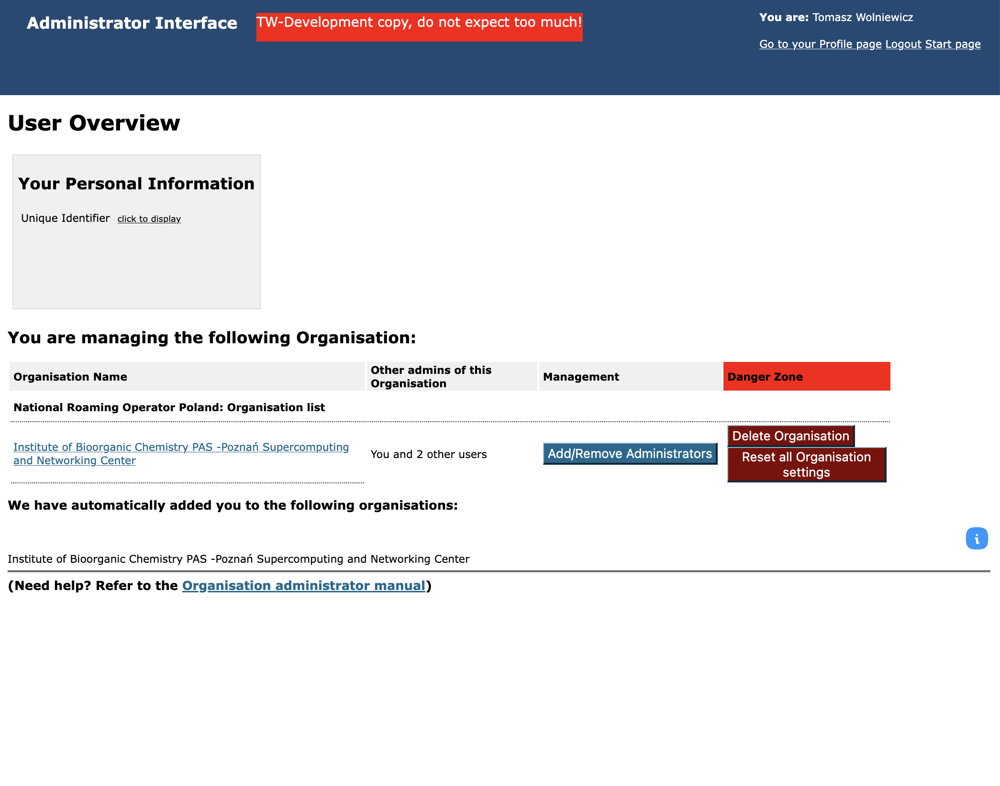 Administrator Interface
TW-Development copy, do not expect too much!
You are: Tomasz Wolniewicz
Go to your Profile page Logout Start page
User Overview
Your Personal Information
Unique Identifier click to display
You are managing the following Organisation:
Organisation Name
Other admins of this
Organisation
Management
Danger Zone
National Roaming Operator Poland: Organisation list
Institute of Bioorganic Chemistry PAS -Poznań Supercomputing
and Networking Center
You and 2 other users
Add/Remove Administrators
Delete Organisation
Reset all Organisation
settings
We have automatically added you to the following organisations:
i
Institute of Bioorganic Chemistry PAS -Poznań Supercomputing and Networking Center
(Need help? Refer to the Organisation administrator manual)